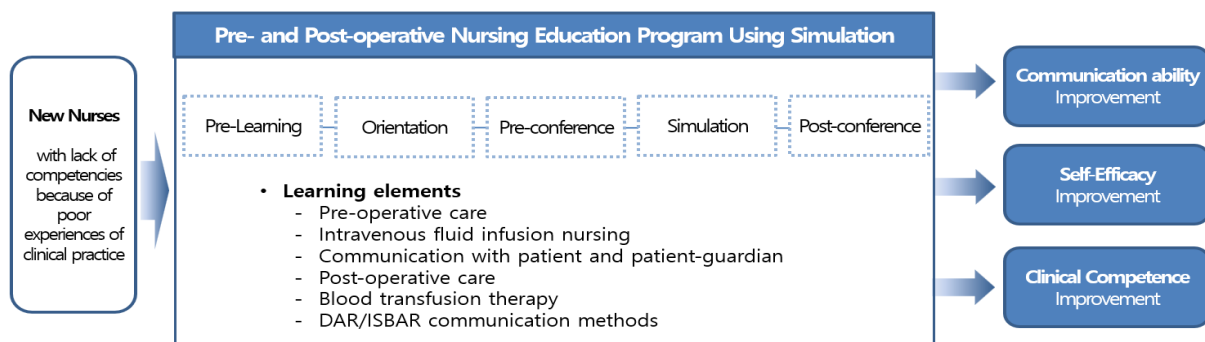 Pre- and Post-operative Nursing Education Program Using Simulation
New Nurses
with lack of
competencies
because of
poor
experiences of
clinical practice
Pre-Learning
Orientation
Pre-conference
Simulation
Post-conference
• Learning elements
- Pre-operative care
- Intravenous fluid infusion nursing
- Communication with patient and patient-guardian
- Post-operative care
- Blood transfusion therapy
- DAR/ISBAR communication methods
Communication ability
Improvement
Self-Efficacy
Improvement
Clinical Competence
Improvement